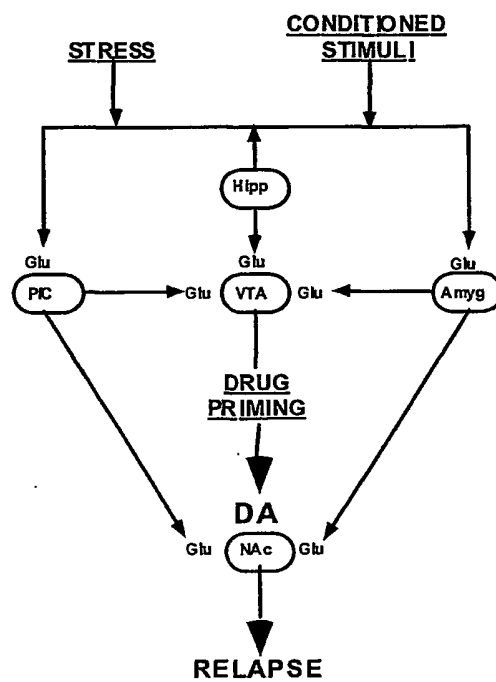 STRESS
CONDITIONED
STIMULI
Hipp
Glu
Glu
Glu
PfC
Glu
VTA
Glu
Amyg
DRUG
PRIMING
DA
Glu
NAc
Glu
RELAPSE